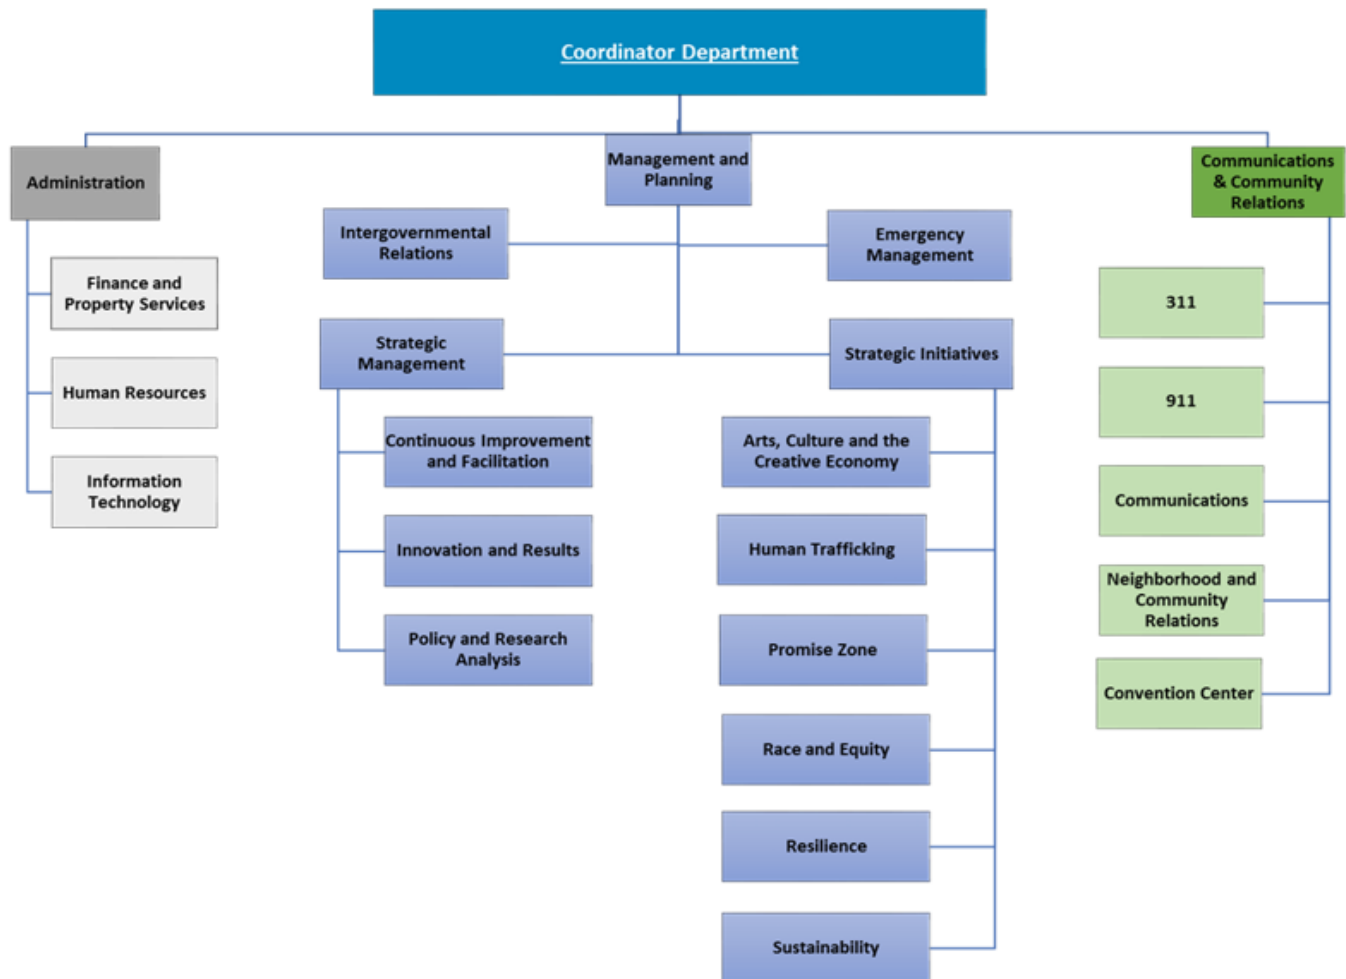 Coordinator Department
Administration
Management and
Planning
Communications
& Community
Relations
Intergovernmental
Relations
Emergency
Management
Finance and
Property Services
311
Strategic
Management
Strategic Initiatives
Human Resources
911
Continuous Improvement
and Facilitation
Arts, Culture and the
Creative Economy
Information
Technology
Communications
Innovation and Results
Human Trafficking
Neighborhood and
Community
Relations
Policy and Research
Analysis
Promise Zone
Convention Center
Race and Equity
Resilience
Sustainability